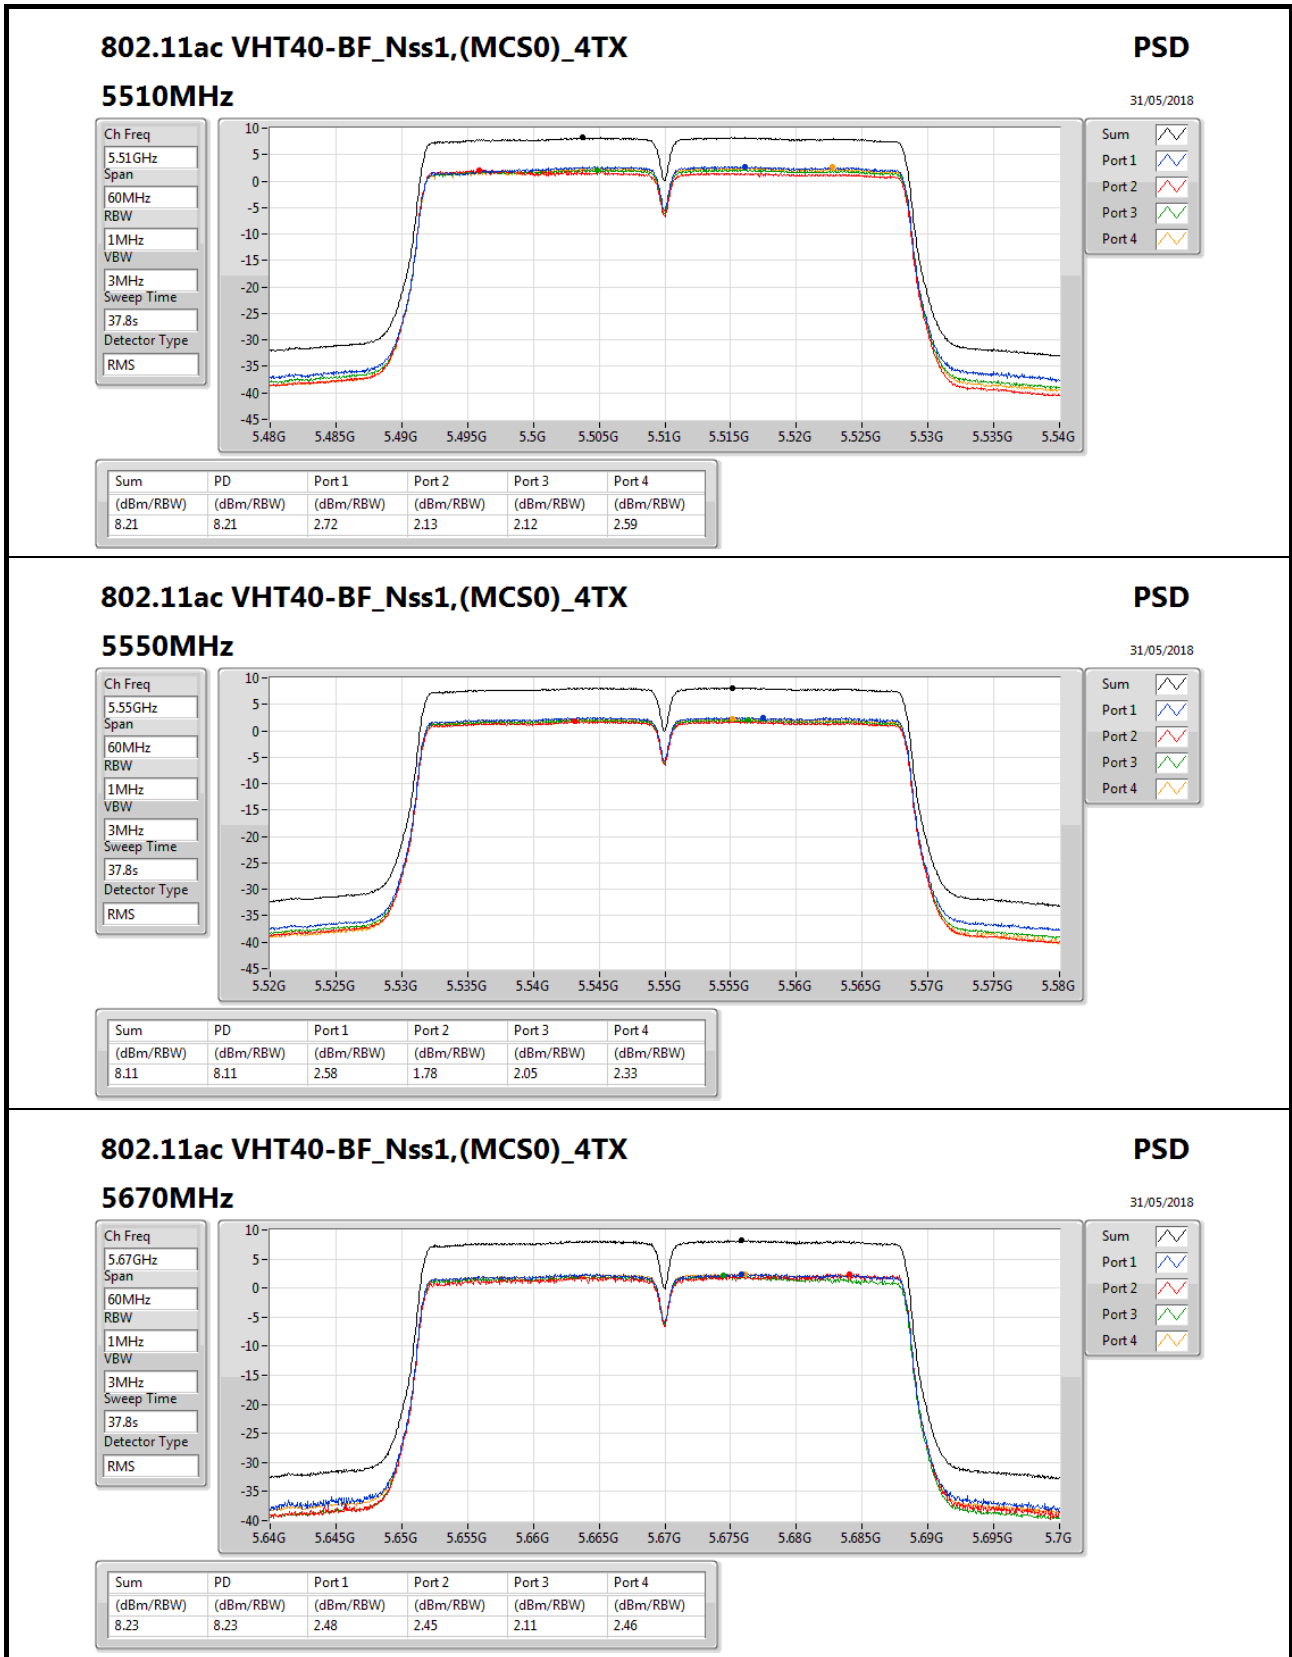 802.11ac VHT40-BF_Nss1,(MCS0)_4TX PSD
5510MHz 31/05/2018
Ch Freq
5.51GHz
Span
60MHz
RBW
1MHz
VBW
3MHz
Sweep Time
37.8s
Detector Type
RMS
10
5
0
-5
-10
-15
-20
-25
-30
-35
-40
-45
5.48G 5.485G 5.49G 5.495G 5.5G 5.505G 5.51G 5.515G 5.52G 5.525G 5.53G 5.535G 5.54G
Sum
Port 1
Port 2
Port 3
Port 4
Sum PD Port 1 Port 2 Port 3 Port 4
(dBm/RBW) (dBm/RBW) (dBm/RBW) (dBm/RBW) (dBm/RBW) (dBm/RBW)
8.21 8.21 2.72 2.13 2.12 2.59
802.11ac VHT40-BF_Nss1,(MCS0)_4TX PSD
5550MHz 31/05/2018
Ch Freq
5.55GHz
Span
60MHz
RBW
1MHz
VBW
3MHz
Sweep Time
37.8s
Detector Type
RMS
10
5
0
-5
-10
-15
-20
-25
-30
-35
-40
-45
5.52G 5.525G 5.53G 5.535G 5.54G 5.545G 5.55G 5.555G 5.56G 5.565G 5.57G 5.575G 5.58G
Sum
Port 1
Port 2
Port 3
Port 4
Sum PD Port 1 Port 2 Port 3 Port 4
(dBm/RBW) (dBm/RBW) (dBm/RBW) (dBm/RBW) (dBm/RBW) (dBm/RBW)
8.11 8.11 2.58 1.78 2.05 2.33
802.11ac VHT40-BF_Nss1,(MCS0)_4TX PSD
5670MHz 31/05/2018
Ch Freq
5.67GHz
Span
60MHz
RBW
1MHz
VBW
3MHz
Sweep Time
37.8s
Detector Type
RMS
10
5
0
-5
-10
-15
-20
-25
-30
-35
-40
5.64G 5.645G 5.65G 5.655G 5.66G 5.665G 5.67G 5.675G 5.68G 5.685G 5.69G 5.695G 5.7G
Sum
Port 1
Port 2
Port 3
Port 4
Sum PD Port 1 Port 2 Port 3 Port 4
(dBm/RBW) (dBm/RBW) (dBm/RBW) (dBm/RBW) (dBm/RBW) (dBm/RBW)
8.23 8.23 2.48 2.45 2.11 2.46